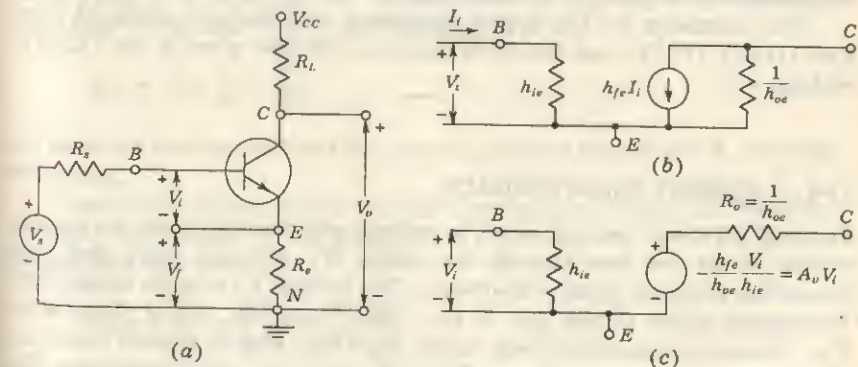 V_CC
R_L
C
+
R_s
B
+
V_i
-
E
+
V_s
-
+
V_f
-
R_e
N
V_o
-
(a)
I_i
B
+
V_i
-
h_ie
h_fe I_i
1/h_oe
C
E
(b)
R_o = 1/h_oe
B
+
V_i
-
h_ie
+
-
C
- h_fe/h_oe V_i/h_ie = A_v V_i
E
(c)